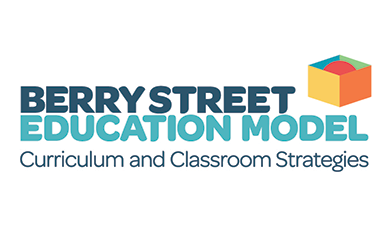 BERRY STREET
EDUCATION MODEL
Curriculum and Classroom Strategies